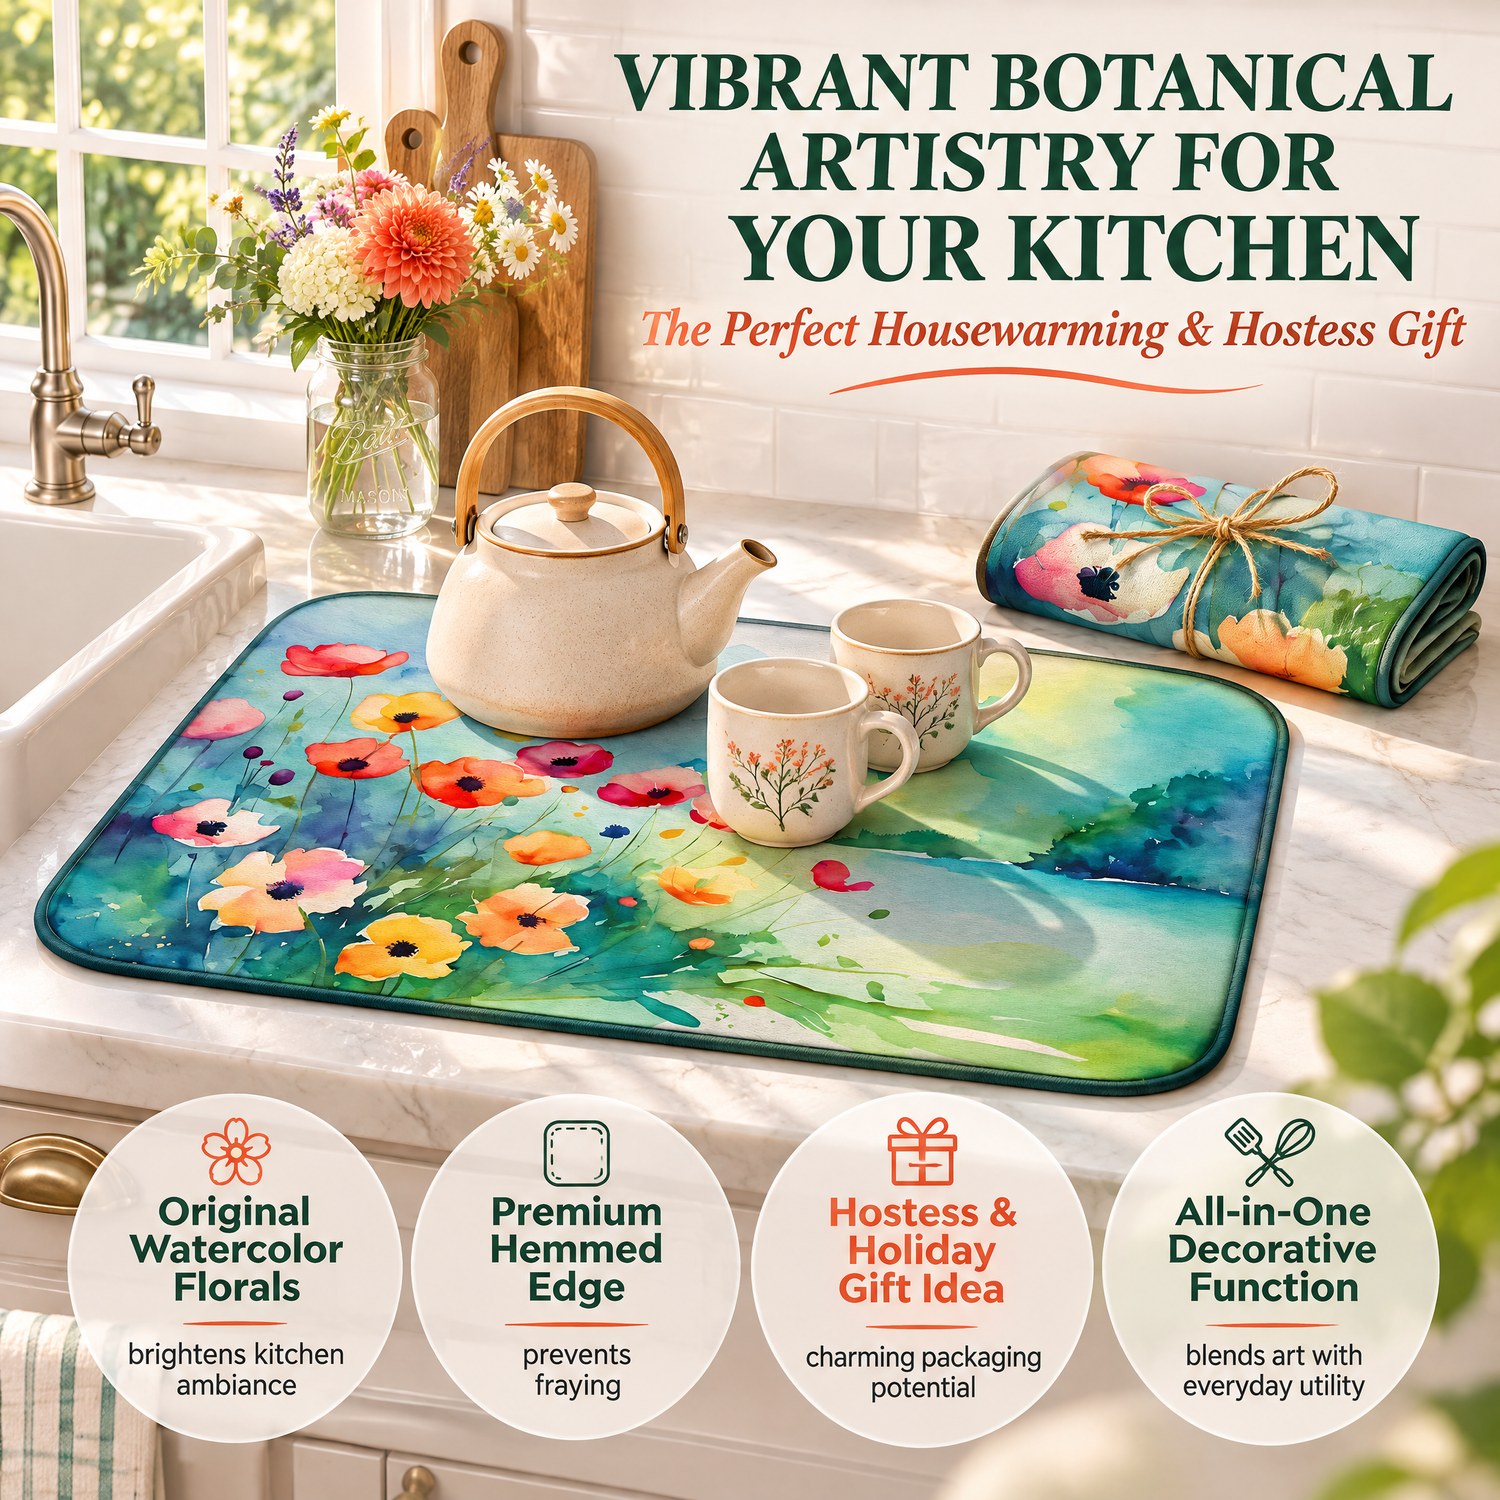 VIBRANT BOTANICAL
ARTISTRY FOR
YOUR KITCHEN
The Perfect Housewarming & Hostess Gift
Ball
MASON
Original
Watercolor
Florals
brightens kitchen
ambiance
Premium
Hemmed
Edge
prevents
fraying
Hostess &
Holiday
Gift Idea
charming packaging
potential
All-in-One
Decorative
Function
blends art with
everyday utility